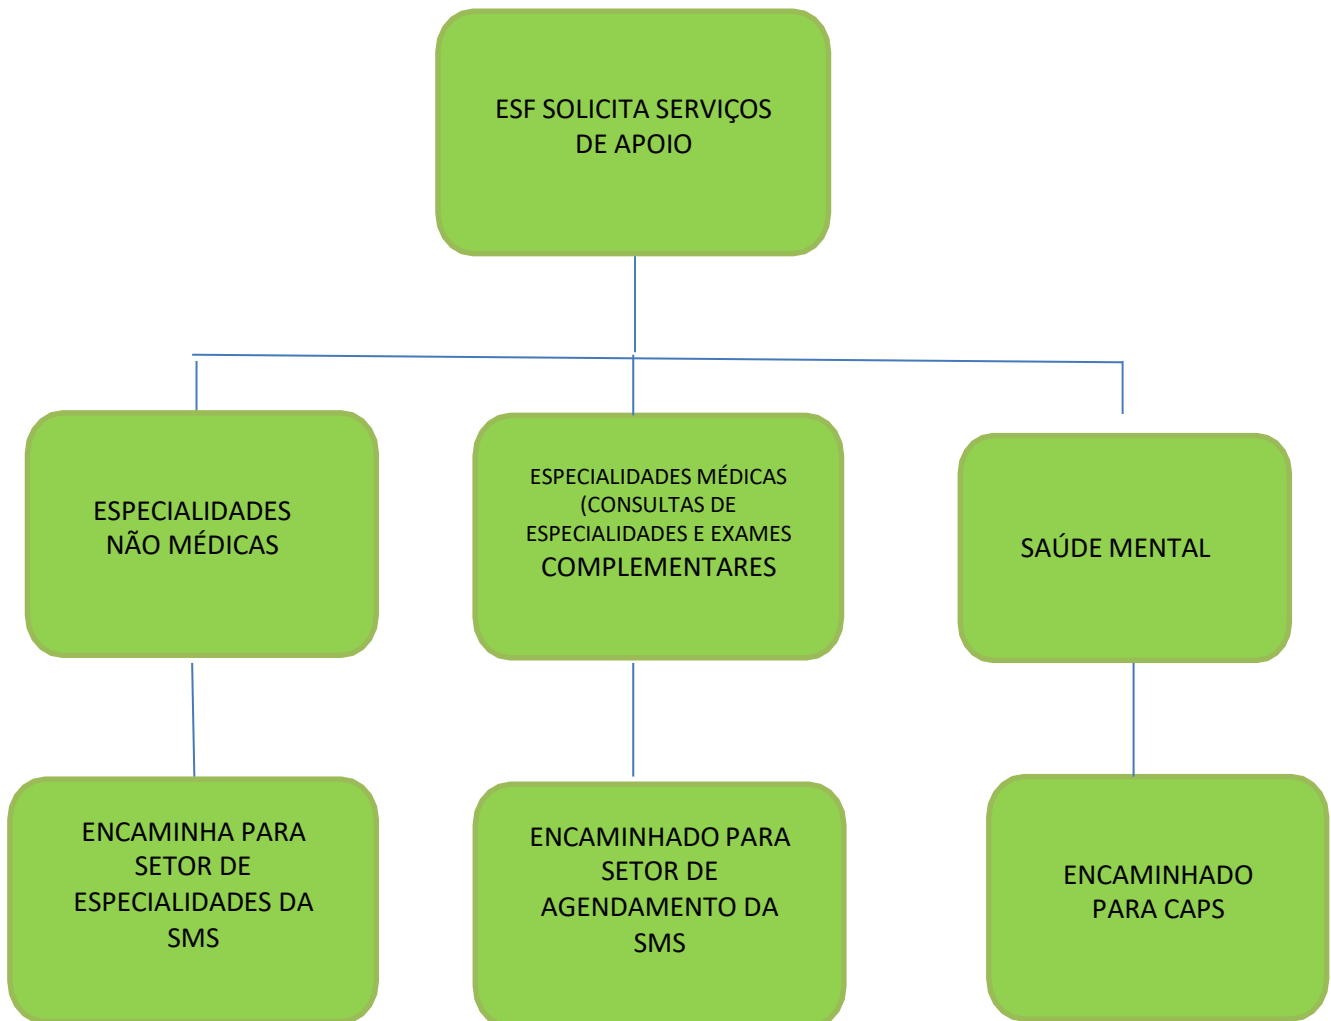 ESF SOLICITA SERVIÇOS
DE APOIO
ESPECIALIDADES
NÃO MÉDICAS
ESPECIALIDADES MÉDICAS
(CONSULTAS DE
ESPECIALIDADES E EXAMES
COMPLEMENTARES
SAÚDE MENTAL
ENCAMINHA PARA
SETOR DE
ESPECIALIDADES DA
SMS
ENCAMINHADO PARA
SETOR DE
AGENDAMENTO DA
SMS
ENCAMINHADO
PARA CAPS